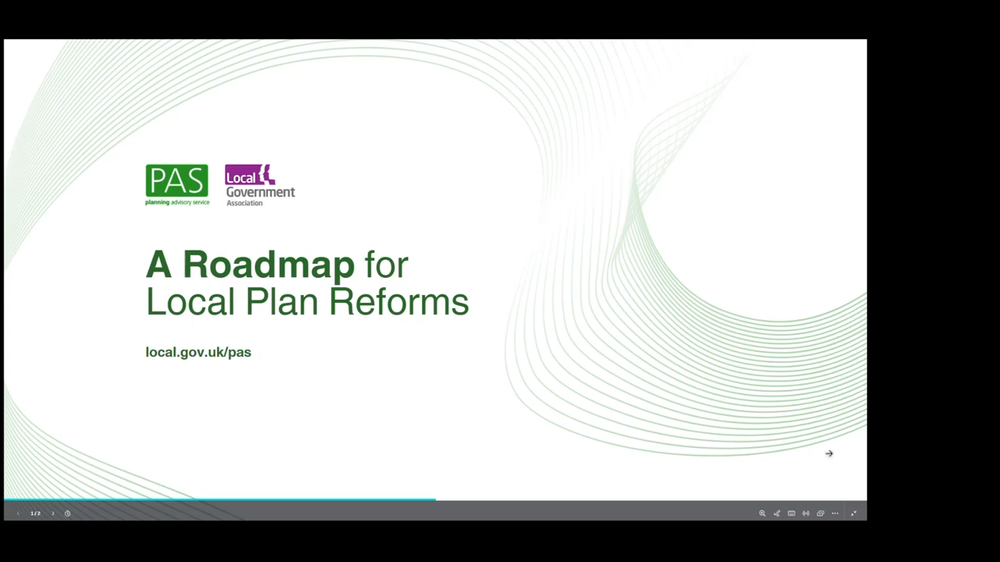 PAS
planning advisory service
Local
Government
Association
A Roadmap for
Local Plan Reforms
local.gov.uk/pas
1/2